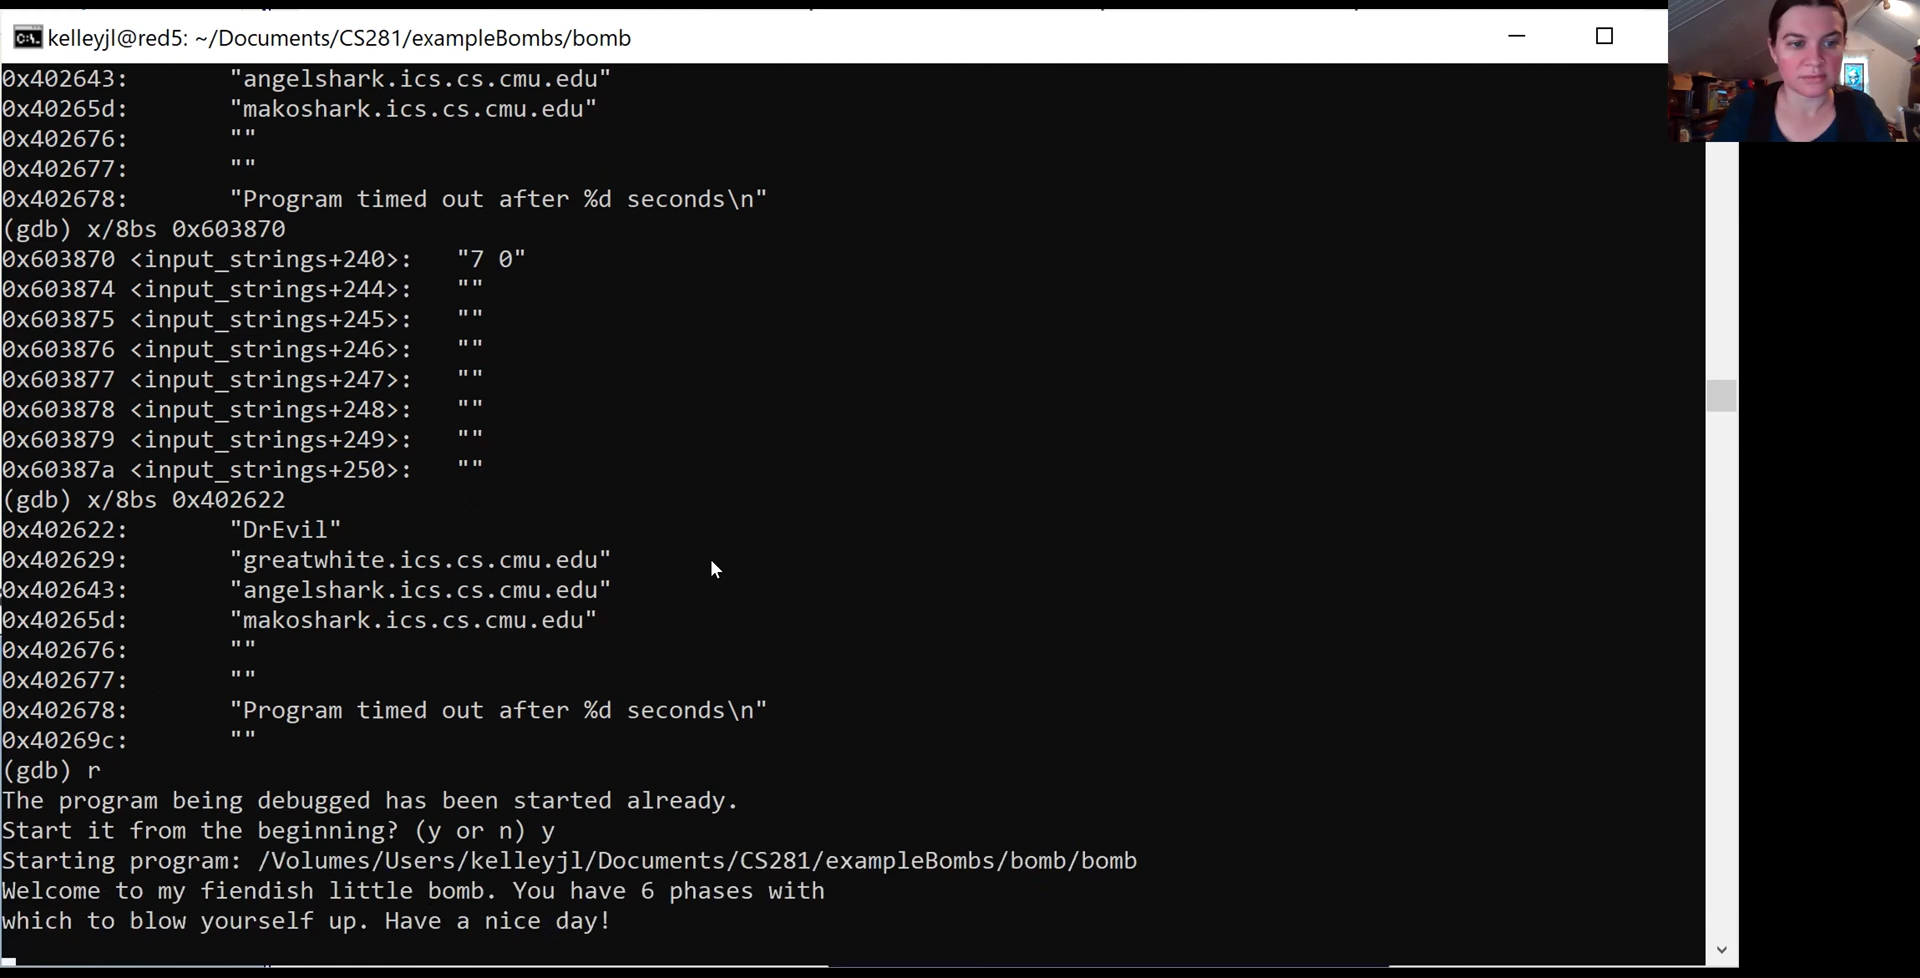 kelleyjl@red5: ~/Documents/CS281/exampleBombs/bomb
0x402643: "angelshark.ics.cs.cmu.edu"
0x40265d: "makoshark.ics.cs.cmu.edu"
0x402676: ""
0x402677: ""
0x402678: "Program timed out after %d seconds\n"
(gdb) x/8bs 0x603870
0x603870 <input_strings+240>: "7 0"
0x603874 <input_strings+244>: ""
0x603875 <input_strings+245>: ""
0x603876 <input_strings+246>: ""
0x603877 <input_strings+247>: ""
0x603878 <input_strings+248>: ""
0x603879 <input_strings+249>: ""
0x60387a <input_strings+250>: ""
(gdb) x/8bs 0x402622
0x402622: "DrEvil"
0x402629: "greatwhite.ics.cs.cmu.edu"
0x402643: "angelshark.ics.cs.cmu.edu"
0x40265d: "makoshark.ics.cs.cmu.edu"
0x402676: ""
0x402677: ""
0x402678: "Program timed out after %d seconds\n"
0x40269c: ""
(gdb) r
The program being debugged has been started already.
Start it from the beginning? (y or n) y
Starting program: /Volumes/Users/kelleyjl/Documents/CS281/exampleBombs/bomb/bomb
Welcome to my fiendish little bomb. You have 6 phases with
which to blow yourself up. Have a nice day!